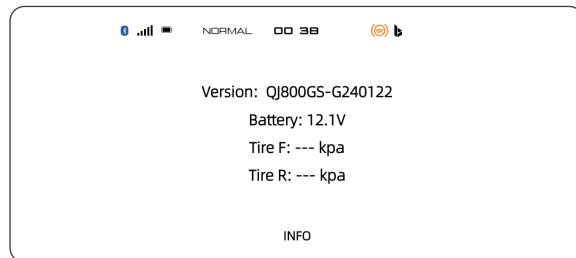 NORMAL 00 38
Version: QJ800GS-G240122
Battery: 12.1V
Tire F: --- kpa
Tire R: --- kpa
INFO